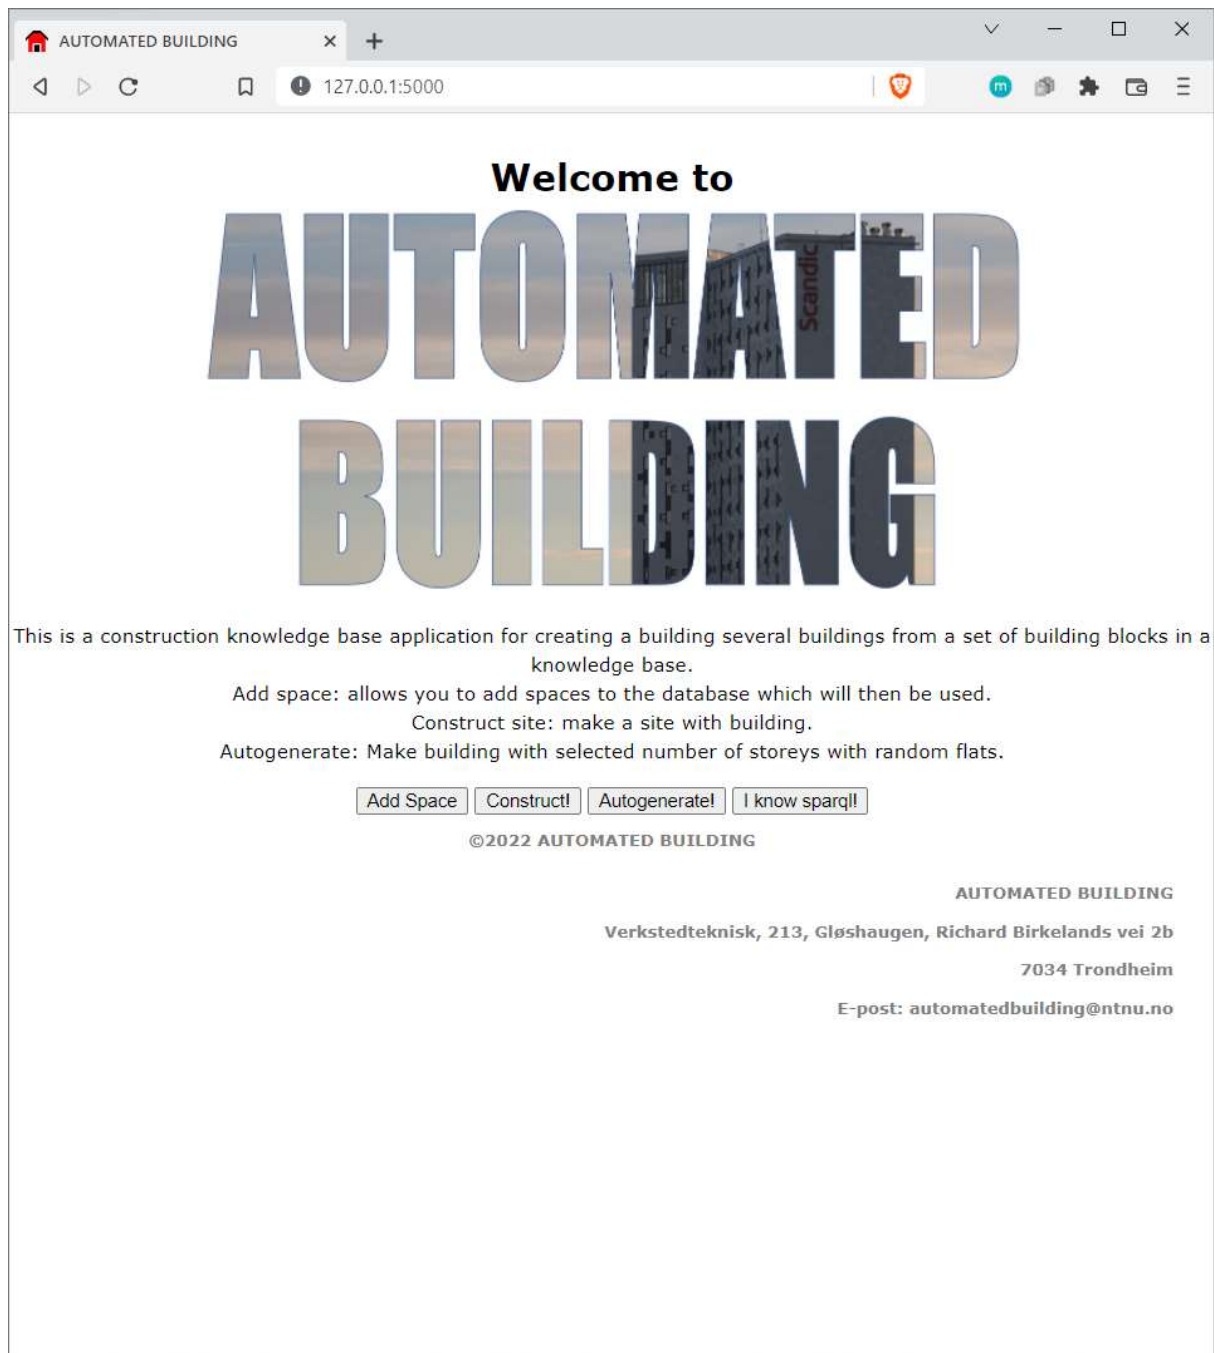 AUTOMATED BUILDING
127.0.0.1:5000
m
Welcome to
AUTOMATED
Scandic
BUILDING
This is a construction knowledge base application for creating a building several buildings from a set of building blocks in a
knowledge base.
Add space: allows you to add spaces to the database which will then be used.
Construct site: make a site with building.
Autogenerate: Make building with selected number of storeys with random flats.
Add Space Construct! Autogenerate! I know sparql!
©2022 AUTOMATED BUILDING
AUTOMATED BUILDING
Verkstedteknisk, 213, Gløshaugen, Richard Birkelands vei 2b
7034 Trondheim
E-post: automatedbuilding@ntnu.no